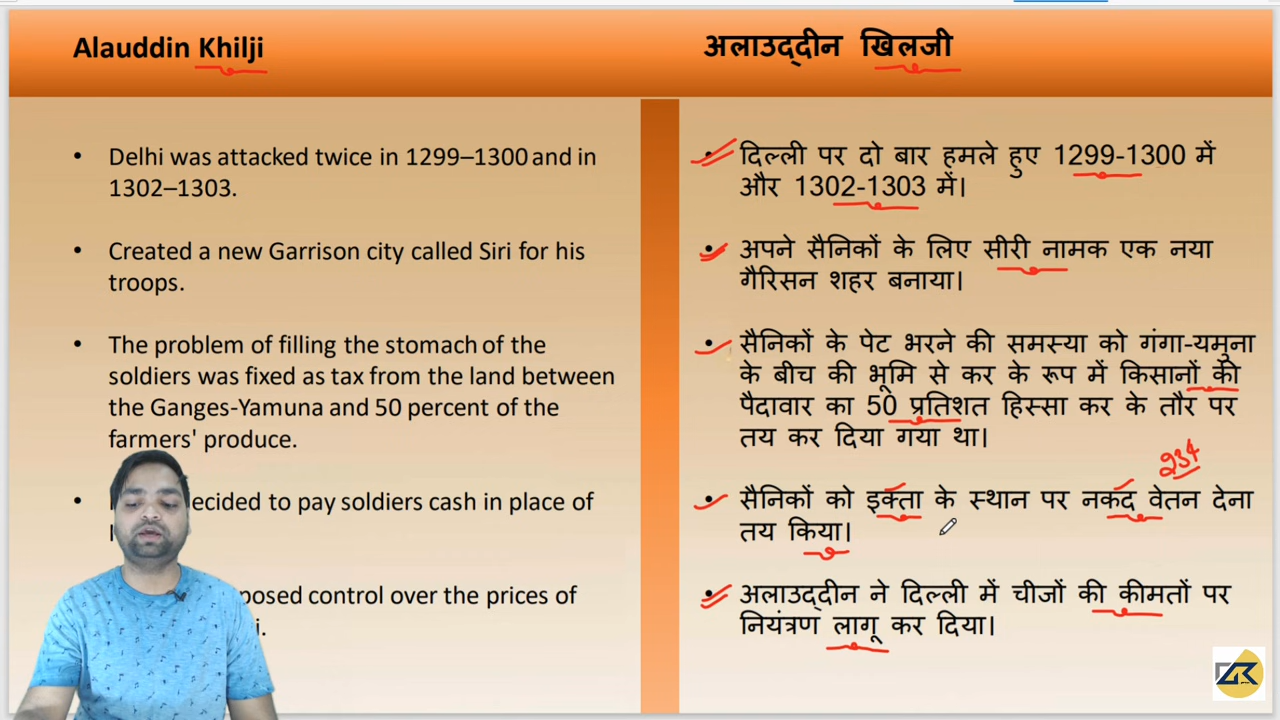 Alauddin Khilji
अलाउद्दीन खिलजी
• Delhi was attacked twice in 1299–1300 and in
1302–1303.
• Created a new Garrison city called Siri for his
troops.
• The problem of filling the stomach of the
soldiers was fixed as tax from the land between
the Ganges-Yamuna and 50 percent of the
farmers' produce.
• ecided to pay soldiers cash in place of
posed control over the prices of
i.
• दिल्ली पर दो बार हमले हुए 1299-1300 में
और 1302-1303 में।
• अपने सैनिकों के लिए सीरी नामक एक नया
गैरिसन शहर बनाया।
• सैनिकों के पेट भरने की समस्या को गंगा-यमुना
के बीच की भूमि से कर के रूप में किसानों की
पैदावार का 50 प्रतिशत हिस्सा कर के तौर पर
तय कर दिया गया था।
234
• सैनिकों को इक्ता के स्थान पर नकद वेतन देना
तय किया।
• अलाउद्दीन ने दिल्ली में चीजों की कीमतों पर
नियंत्रण लागू कर दिया।